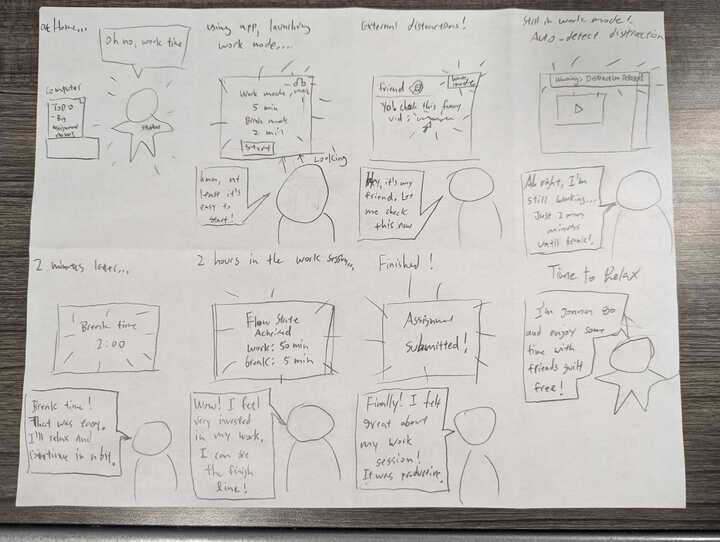 At Home...
Oh no, work time
Computer
TODO
- Big
Assignment
using app, launching
work mode....
Work mode,
5 min
Break mode
2 min
Start
Looking
hmm, at
least it's
easy to
start!
External distractions!
Friend
Yo! check this funny
vid :
work
mode
Hey, it's my
friend. Let
me check
this now
Still in work mode!
Auto-detect distraction
Warning: Distraction Detected
Ah right, I'm
still working...
Just 2 more
minutes
until break!
2 minutes later...
Break time
2:00
Break time!
That was easy.
I'll relax and
continue in a bit.
2 hours in the work session...
Flow State
Achieved
work: 50 min
break: 5 min
Wow! I feel
very invested
in my work.
I can see
the finish
line!
Finished!
Assignment
Submitted!
Finally! I felt
great about
my work
session!
It was productive.
Time to Relax
I'm gonna go
and enjoy some
time with
friends guilt
free!